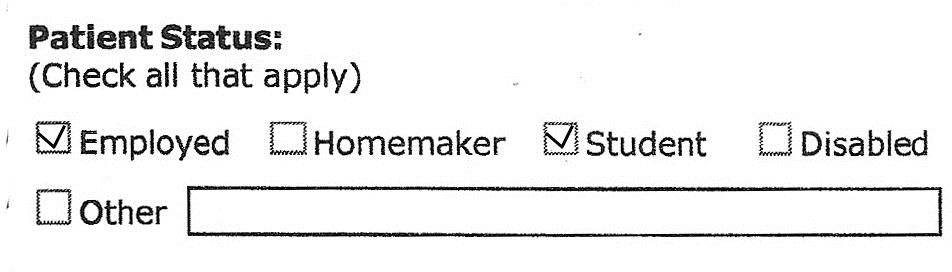 Patient Status:
(Check all that apply)
☑ Employed ☐ Homemaker ☑ Student ☐ Disabled
☐ Other